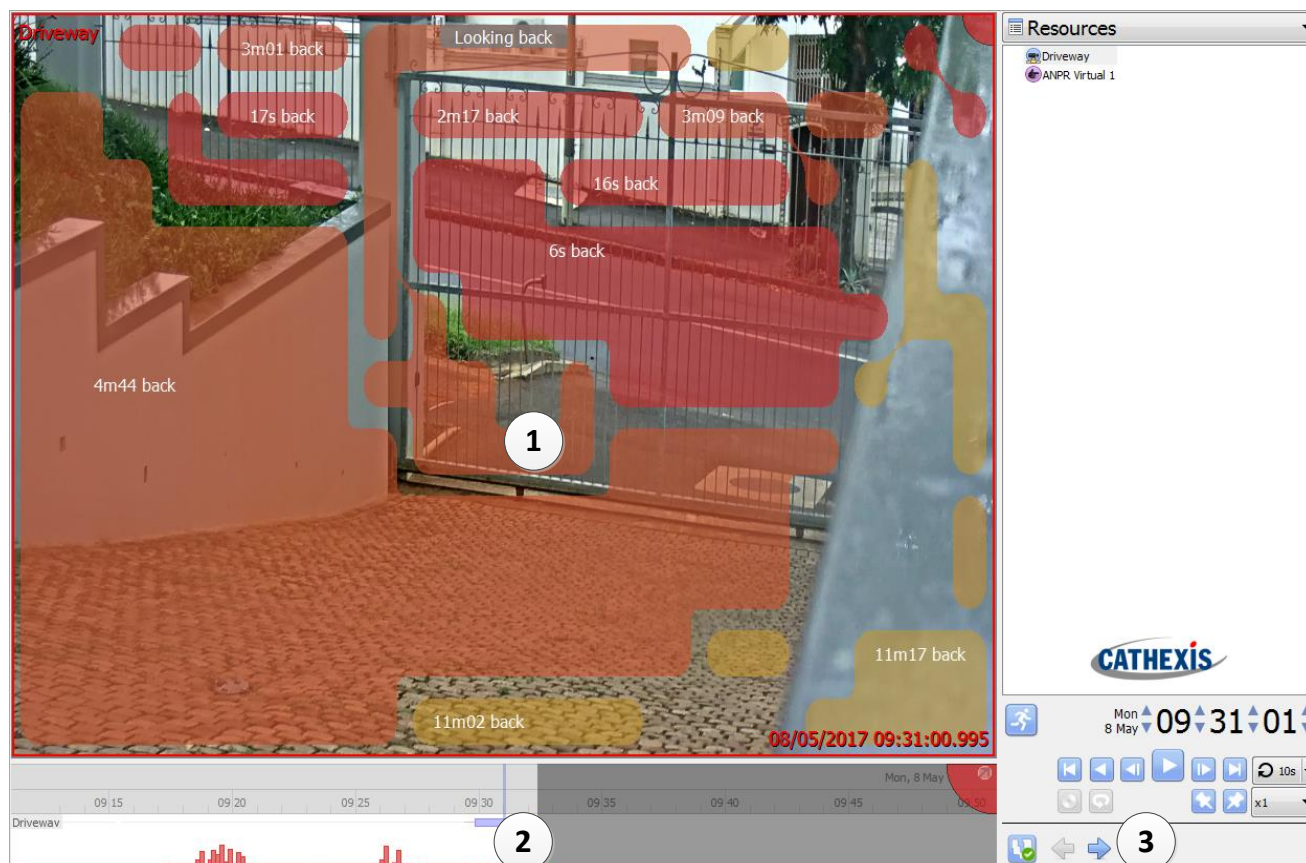 Driveway
3m01 back
Looking back
17s back
2m17 back
3m09 back
16s back
6s back
4m44 back
1
11m17 back
11m02 back
08/05/2017 09:31:00.995
Resources
Driveway
ANPR Virtual 1
CATHEXIS
Mon
8 May
09 31 01
10s
x1
3
Mon, 8 May
09 15 09 20 09 25 09 30 09 35 09 40 09 45 09 50
Driveway
2